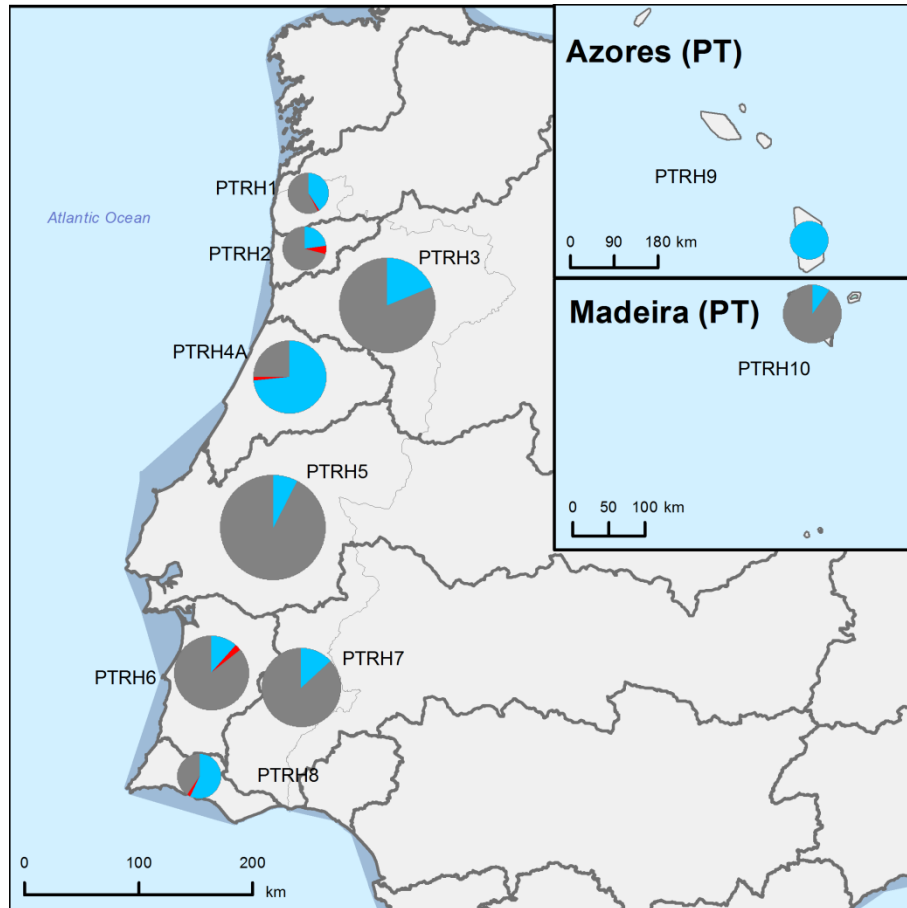 Azores (PT)
PTRH9
0 90 180 km
Madeira (PT)
PTRH10
0 50 100 km
Atlantic Ocean
PTRH1
PTRH2
PTRH3
PTRH4A
PTRH5
PTRH6
PTRH7
PTRH8
0 100 200
km